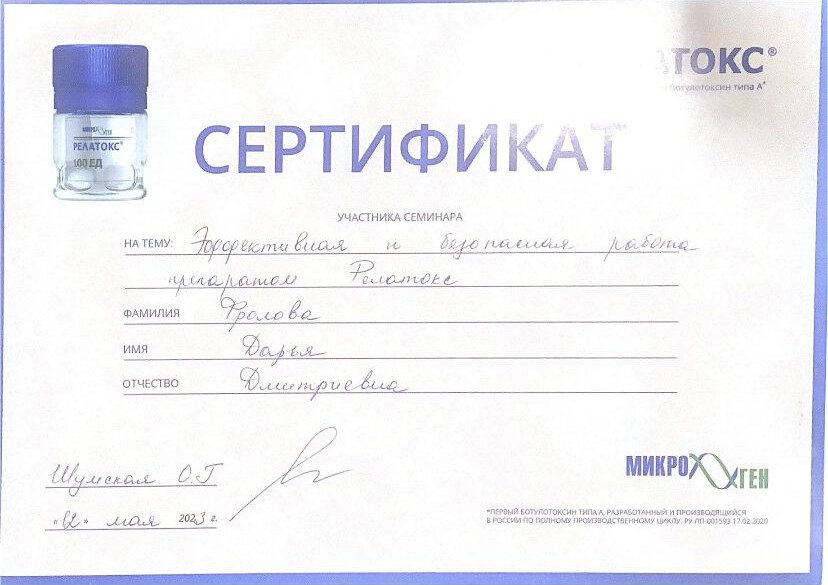 АТОКС®
ботулотоксин типа А*
МИКРОГЕН
РЕЛАТОКС®
100 ЕД
СЕРТИФИКАТ
УЧАСТНИКА СЕМИНАРА
НА ТЕМУ: Эффективная и безопасная работа
препаратом Релатокс
ФАМИЛИЯ Фролова
ИМЯ Дарья
ОТЧЕСТВО Дмитриевна
Шумская О.Г
«12» мая 2023 г.
МИКРОГЕН
*ПЕРВЫЙ БОТУЛОТОКСИН ТИПА А, РАЗРАБОТАННЫЙ И ПРОИЗВОДЯЩИЙСЯ
В РОССИИ ПО ПОЛНОМУ ПРОИЗВОДСТВЕННОМУ ЦИКЛУ. РУ ЛП-001593 17.02.2020